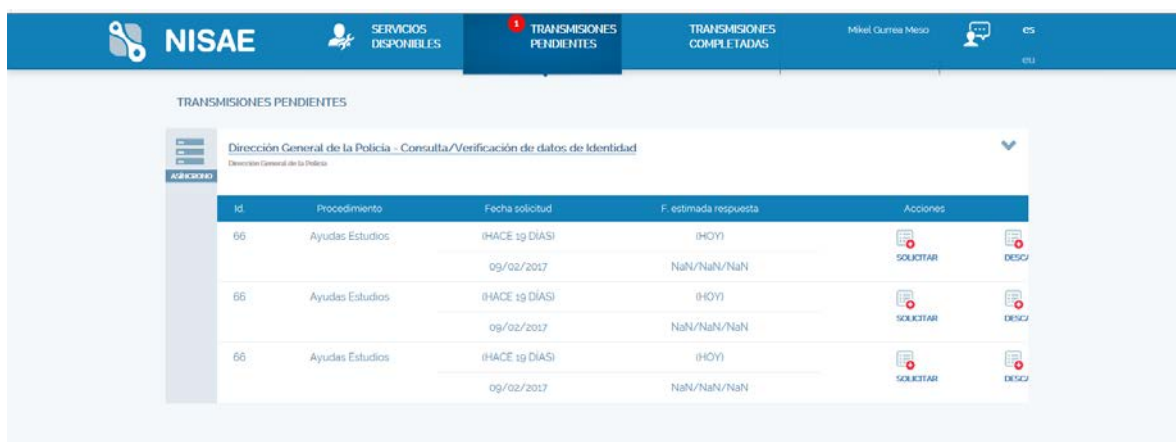 NISAE
SERVICIOS
DISPONIBLES
1
TRANSMISIONES
PENDIENTES
TRANSMISIONES
COMPLETADAS
Mikel Gurrea Meso
es
eu
TRANSMISIONES PENDIENTES
ASÍNCRONO
Dirección General de la Policía - Consulta/Verificación de datos de Identidad
Dirección General de la Policía
Id. Procedimiento Fecha solicitud F. estimada respuesta Acciones
66 Ayudas Estudios (HACE 19 DÍAS) (HOY)
SOLICITAR DESCA
09/02/2017 NaN/NaN/NaN
66 Ayudas Estudios (HACE 19 DÍAS) (HOY)
SOLICITAR DESCA
09/02/2017 NaN/NaN/NaN
66 Ayudas Estudios (HACE 19 DÍAS) (HOY)
SOLICITAR DESCA
09/02/2017 NaN/NaN/NaN